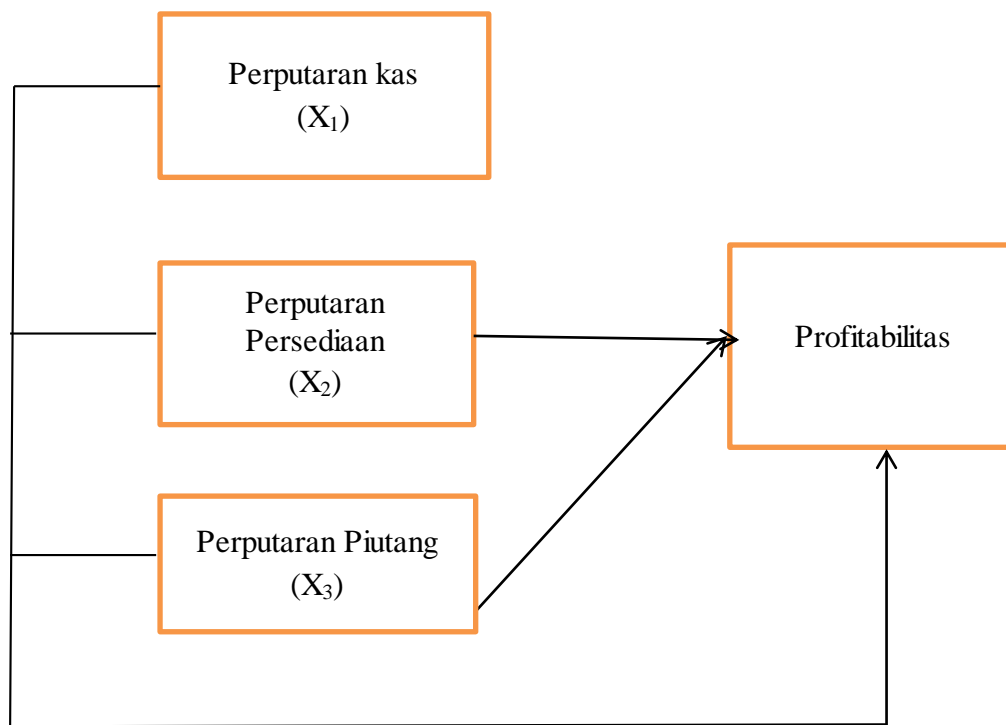 Perputaran kas
(X₁)
Perputaran
Persediaan
(X₂)
Profitabilitas
Perputaran Piutang
(X₃)